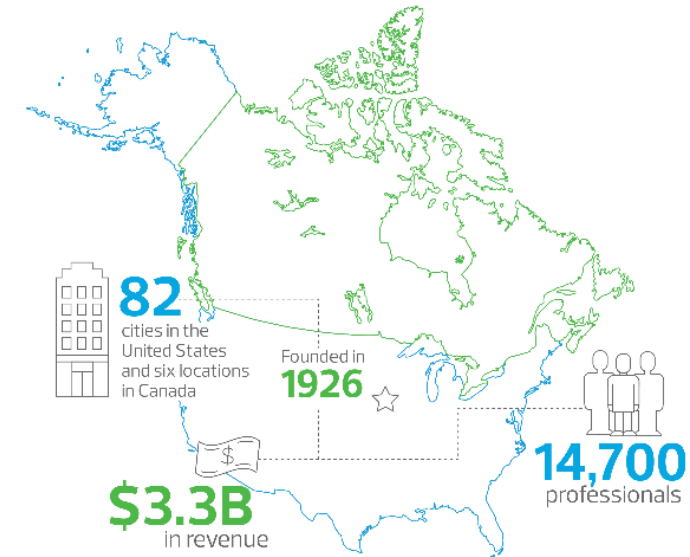 82
cities in the
United States
and six locations
in Canada
Founded in
1926
$
$3.3B
in revenue
14,700
professionals